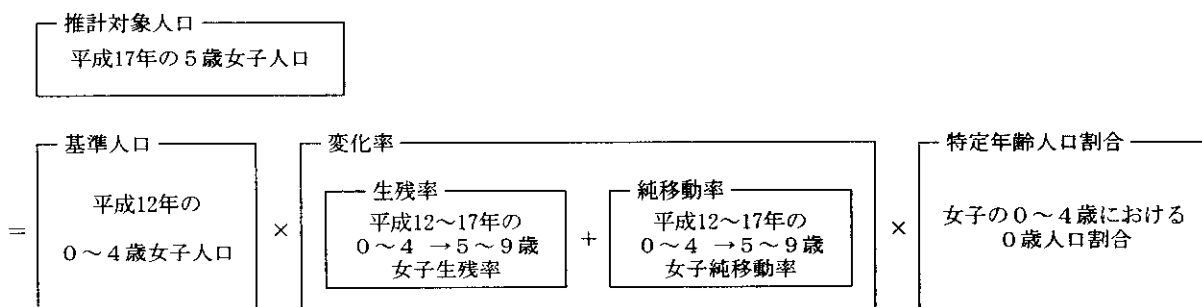 推計対象人口
平成17年の5歳女子人口
基準人口
平成12年の
0～4歳女子人口
×
変化率
生残率
平成12～17年の
0～4 →5～9歳
女子生残率
+
純移動率
平成12～17年の
0～4 →5～9歳
女子純移動率
×
特定年齢人口割合
女子の0～4歳における
0歳人口割合
=